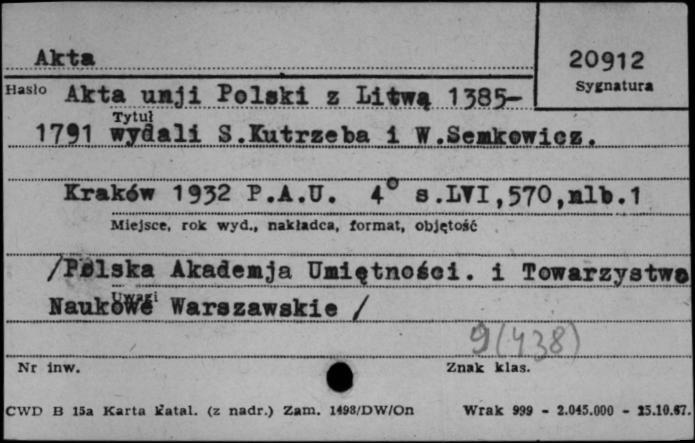 Akta
20912
Sygnatura
Hasło Akta unji Polski z Litwą 1385-
Tytuł
1791 wydali S.Kutrzeba i W.Semkowicz.
Kraków 1932 P.A.U. 4° s.LVI,570,nlb.1
Miejsce, rok wyd., nakładca, format, objętość
/Polska Akademja Umiętności. i Towarzystwo
Uwagi
Naukowe Warszawskie /
9(438)
Nr inw.
Znak klas.
CWD B 15a Karta katal. (z nadr.) Zam. 1498/DW/On Wrak 999 - 2.045.000 - 25.10.67.